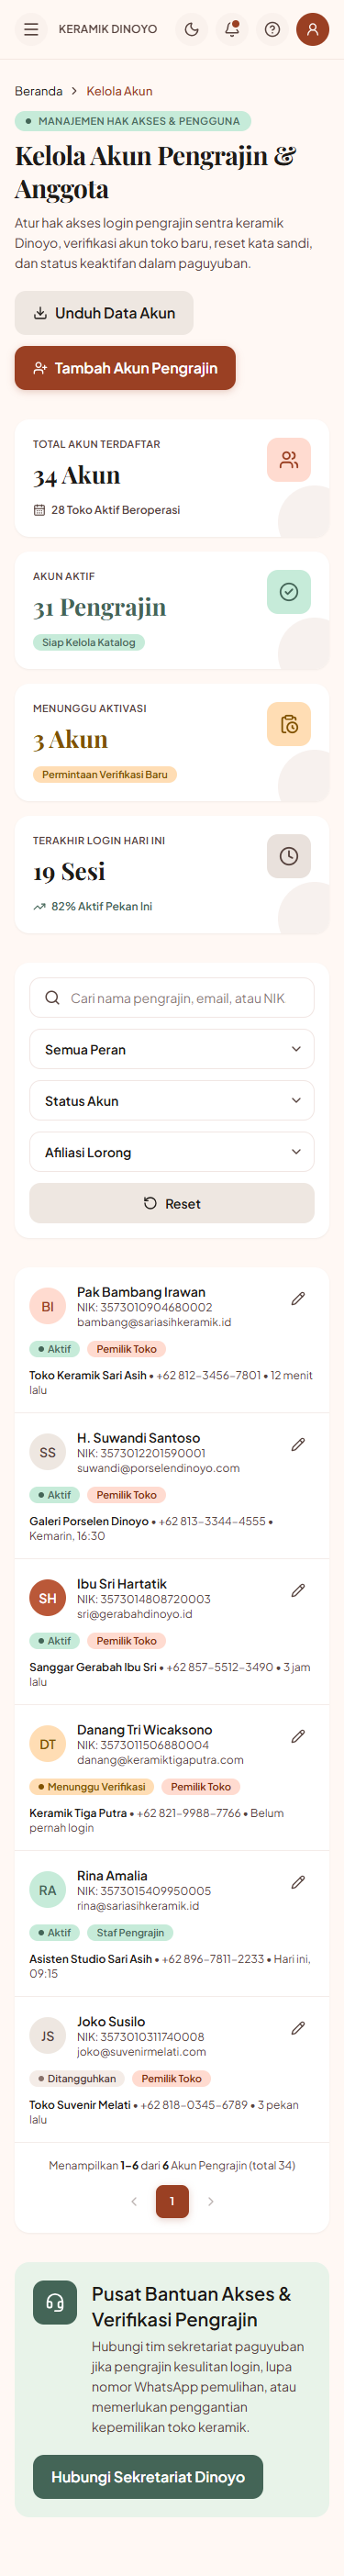 KERAMIK DINOYO
Beranda > Kelola Akun
MANAJEMEN HAK AKSES & PENGGUNA
Kelola Akun Pengrajin &
Anggota
Atur hak akses login pengrajin sentra keramik
Dinoyo, verifikasi akun toko baru, reset kata sandi,
dan status keaktifan dalam paguyuban.
Unduh Data Akun
Tambah Akun Pengrajin
TOTAL AKUN TERDAFTAR
34 Akun
28 Toko Aktif Beroperasi
AKUN AKTIF
31 Pengrajin
Siap Kelola Katalog
MENUNGGU AKTIVASI
3 Akun
Permintaan Verifikasi Baru
TERAKHIR LOGIN HARI INI
19 Sesi
82% Aktif Pekan Ini
Cari nama pengrajin, email, atau NIK
Semua Peran
Status Akun
Afiliasi Lorong
Reset
BI
Pak Bambang Irawan
NIK: 3573010904680002
bambang@sariasihkeramik.id
Aktif Pemilik Toko
Toko Keramik Sari Asih • +62 812-3456-7801 • 12 menit
lalu
SS
H. Suwandi Santoso
NIK: 3573012201590001
suwandi@porselendinoyo.com
Aktif Pemilik Toko
Galeri Porselen Dinoyo • +62 813-3344-4555 •
Kemarin, 16:30
SH
Ibu Sri Hartatik
NIK: 3573014808720003
sri@gerabahdinoyo.id
Aktif Pemilik Toko
Sanggar Gerabah Ibu Sri • +62 857-5512-3490 • 3 jam
lalu
DT
Danang Tri Wicaksono
NIK: 3573011506880004
danang@keramiktigaputra.com
Menunggu Verifikasi Pemilik Toko
Keramik Tiga Putra • +62 821-9988-7766 • Belum
pernah login
RA
Rina Amalia
NIK: 3573015409950005
rina@sariasihkeramik.id
Aktif Staf Pengrajin
Asisten Studio Sari Asih • +62 896-7811-2233 • Hari ini,
09:15
JS
Joko Susilo
NIK: 3573010311740008
joko@suvenirmelati.com
Ditangguhkan Pemilik Toko
Toko Suvenir Melati • +62 818-0345-6789 • 3 pekan
lalu
Menampilkan 1-6 dari 6 Akun Pengrajin (total 34)
1
Pusat Bantuan Akses &
Verifikasi Pengrajin
Hubungi tim sekretariat paguyuban
jika pengrajin kesulitan login, lupa
nomor WhatsApp pemulihan, atau
memerlukan penggantian
kepemilikan toko keramik.
Hubungi Sekretariat Dinoyo